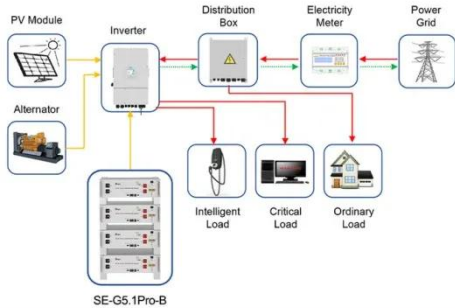 PV Module
Inverter
Distribution
Box
Electricity
Meter
Power
Grid
Alternator
Intelligent
Load
Critical
Load
Ordinary
Load
SE-G5.1Pro-B